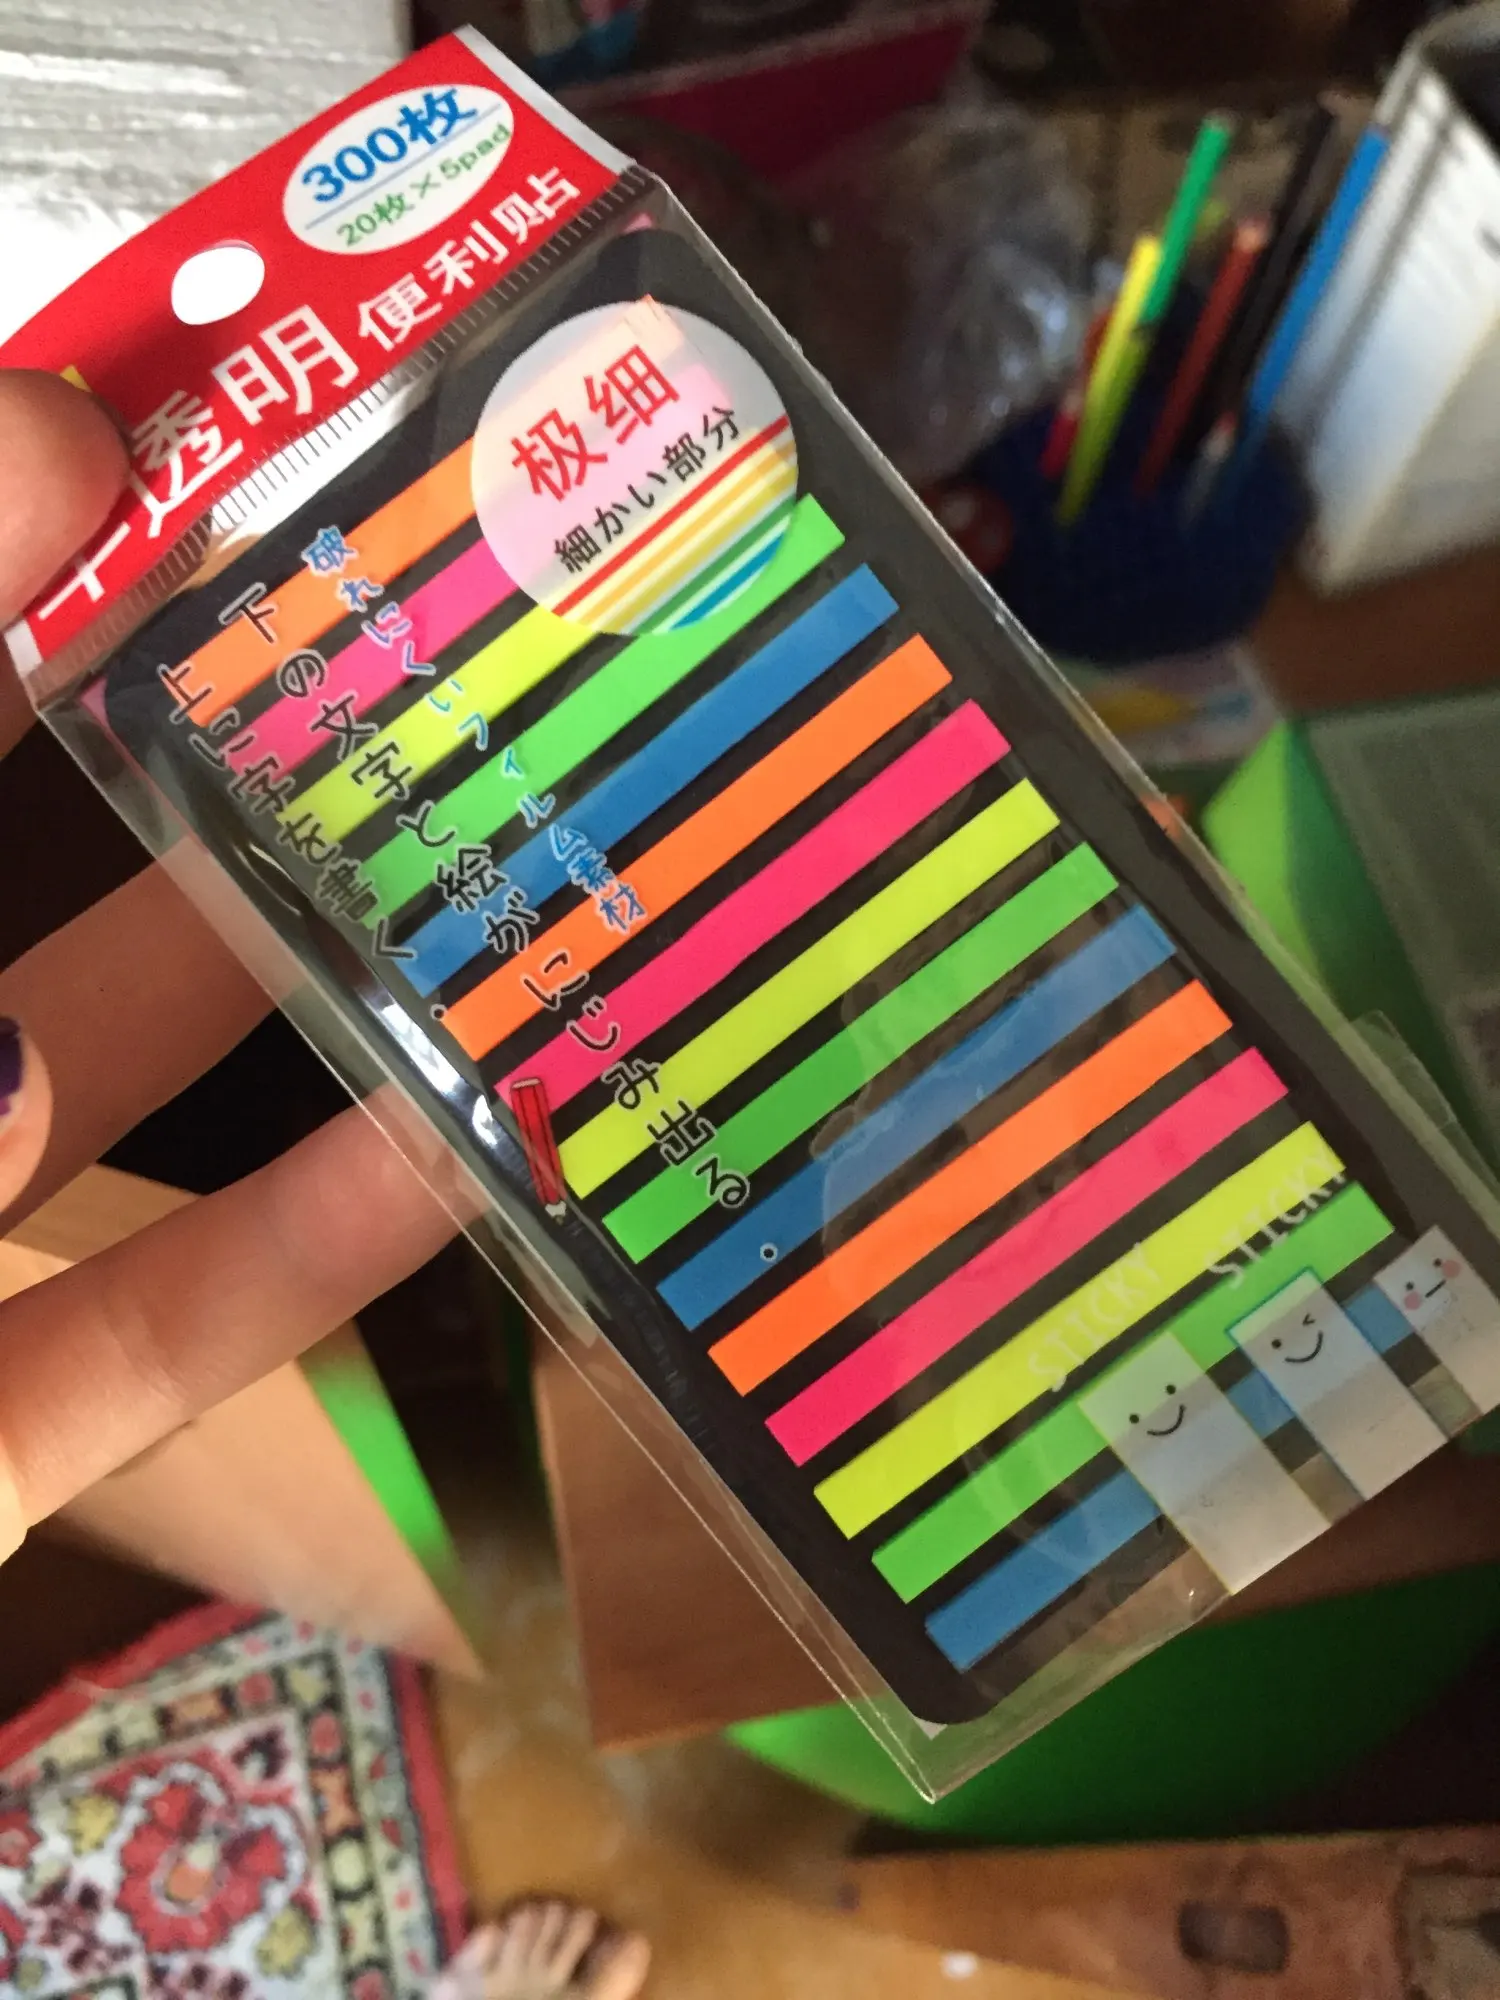 300枚
20枚×5pad
半透明便利贴
极细
細かい部分
破れにくいフィルム素材
下の文字と絵がにじみ出る。
上に字を書く。
STICKY
STICKY